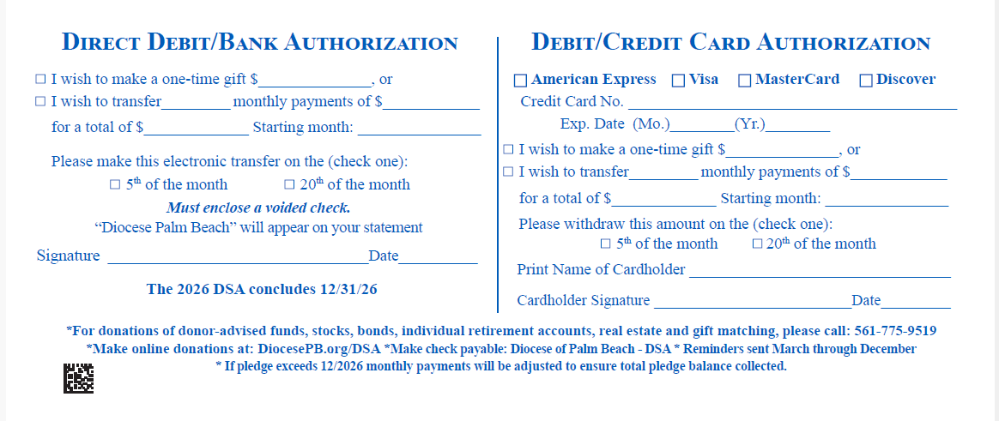 DIRECT DEBIT/BANK AUTHORIZATION
☐ I wish to make a one-time gift $______________, or
☐ I wish to transfer_________ monthly payments of $____________
for a total of $_____________ Starting month: _______________
Please make this electronic transfer on the (check one):
☐ 5th of the month ☐ 20th of the month
Must enclose a voided check.
“Diocese Palm Beach” will appear on your statement
Signature ________________________________Date__________
The 2026 DSA concludes 12/31/26
DEBIT/CREDIT CARD AUTHORIZATION
☐ American Express ☐ Visa ☐ MasterCard ☐ Discover
Credit Card No. ________________________________________
Exp. Date (Mo.)________(Yr.)________
☐ I wish to make a one-time gift $______________, or
☐ I wish to transfer_________ monthly payments of $____________
for a total of $_____________ Starting month: _______________
Please withdraw this amount on the (check one):
☐ 5th of the month ☐ 20th of the month
Print Name of Cardholder ________________________________
Cardholder Signature ________________________Date_________
*For donations of donor-advised funds, stocks, bonds, individual retirement accounts, real estate and gift matching, please call: 561-775-9519
*Make online donations at: DiocesePB.org/DSA *Make check payable: Diocese of Palm Beach - DSA * Reminders sent March through December
* If pledge exceeds 12/2026 monthly payments will be adjusted to ensure total pledge balance collected.